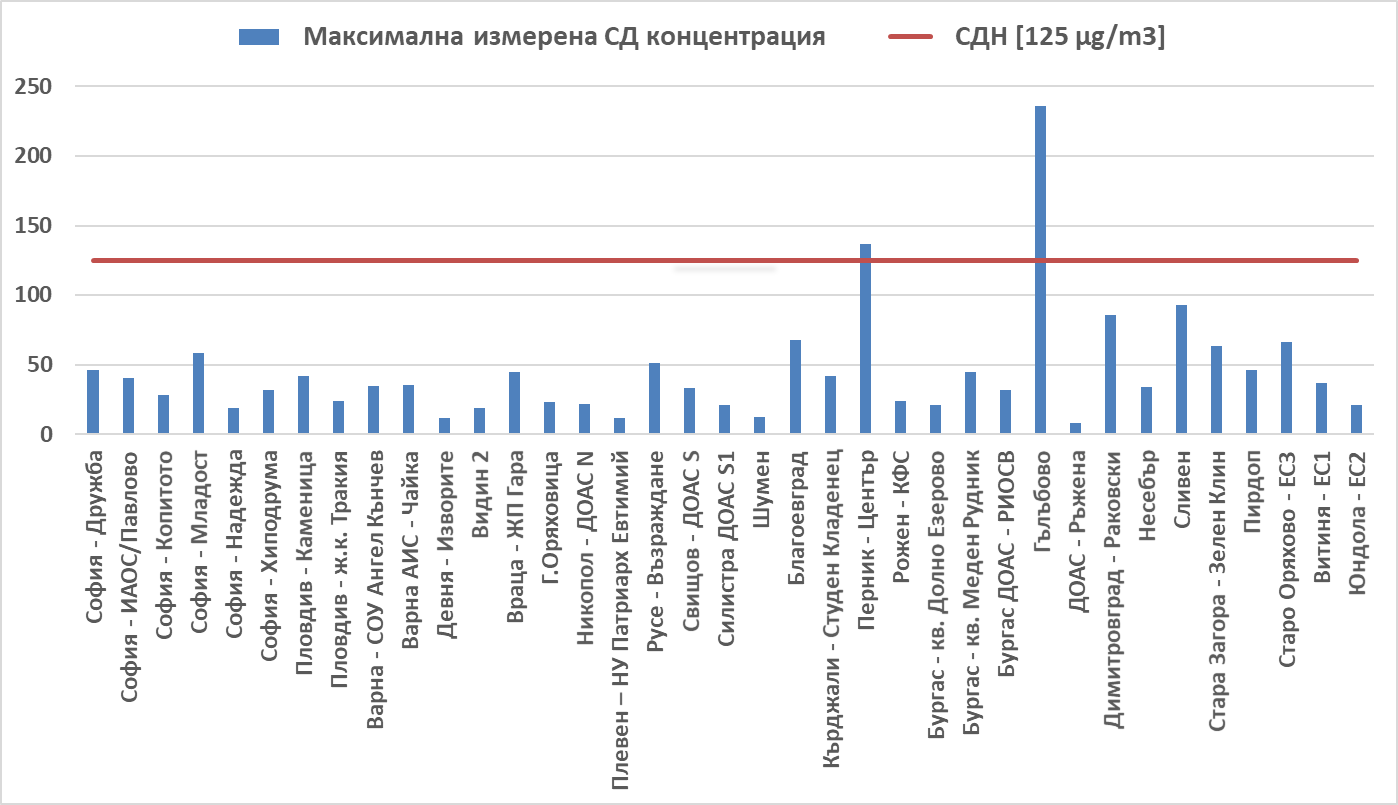 Максимална измерена СД концентрация
СДН [125 µg/m3]
250
200
150
100
50
0
София - Дружба
София - ИАОС/Павлово
София - Копитото
София - Младост
София - Надежда
София - Хиподрума
Пловдив - Каменица
Пловдив - ж.к. Тракия
Варна - СОУ Ангел Кънчев
Варна АИС - Чайка
Девня - Изворите
Видин 2
Враца - ЖП Гара
Г.Оряховица
Никопол - ДОАС N
Плевен – НУ Патриарх Евтимий
Русе - Възраждане
Свищов - ДОАС S
Силистра ДОАС S1
Шумен
Благоевград
Кърджали - Студен Кладенец
Перник - Център
Рожен - КФС
Бургас - кв. Долно Езерово
Бургас - кв. Меден Рудник
Бургас ДОАС - РИОСВ
Гълъбово
ДОАС - Ръжена
Димитровград - Раковски
Несебър
Сливен
Стара Загора - Зелен Клин
Пирдоп
Старо Оряхово - ЕС3
Витиня - ЕС1
Юндола - ЕС2